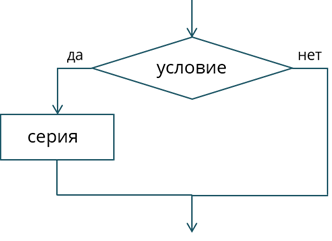 да
нет
условие
серия